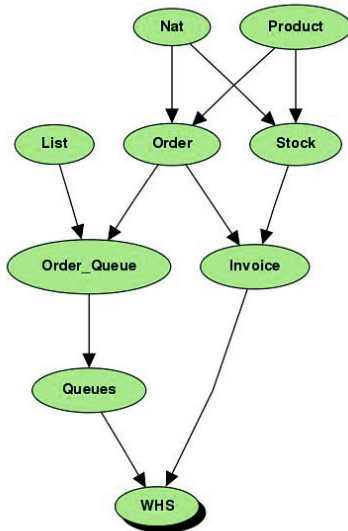 Nat
Product
List
Order
Stock
Order_Queue
Invoice
Queues
WHS